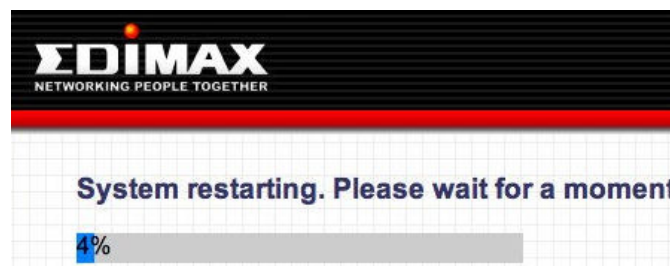 EDIMAX
NETWORKING PEOPLE TOGETHER
System restarting. Please wait for a moment
4%